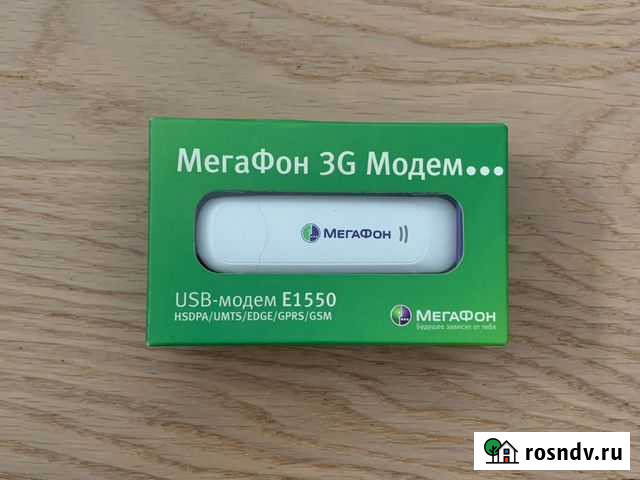 МегаФон 3G Модем...
МегаФон
USB-модем E1550
HSDPA/UMTS/EDGE/GPRS/GSM
МегаФон
Будущее зависит от тебя
rosndv.ru